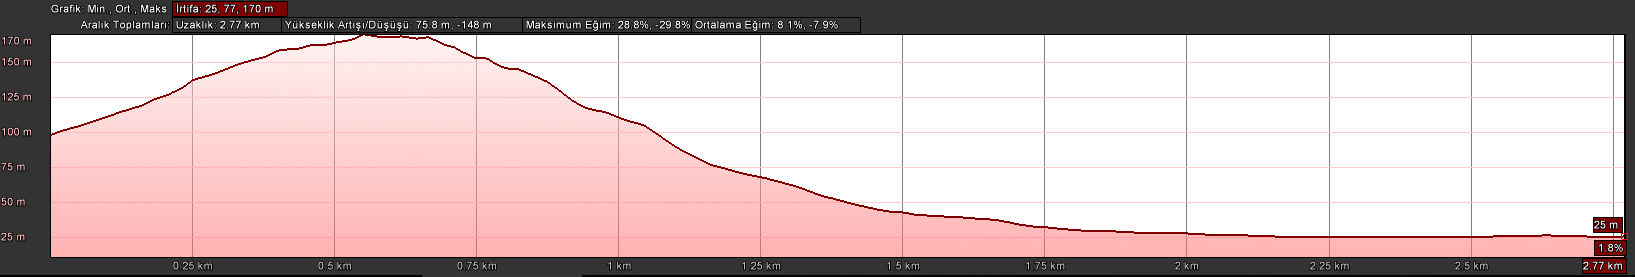 Grafik: Min., Ort., Maks. İrtifa: 25, 77, 170 m
Aralık Toplamları: Uzaklık: 2.77 km Yükseklik Artışı/Düşüşü: 75.8 m, -148 m Maksimum Eğim: 28.8%, -29.8% Ortalama Eğim: 8.1%, -7.9%
170 m
150 m
125 m
100 m
75 m
50 m
25 m
25 m
1.8%
0.25 km 0.5 km 0.75 km 1 km 1.25 km 1.5 km 1.75 km 2 km 2.25 km 2.5 km 2.77 km